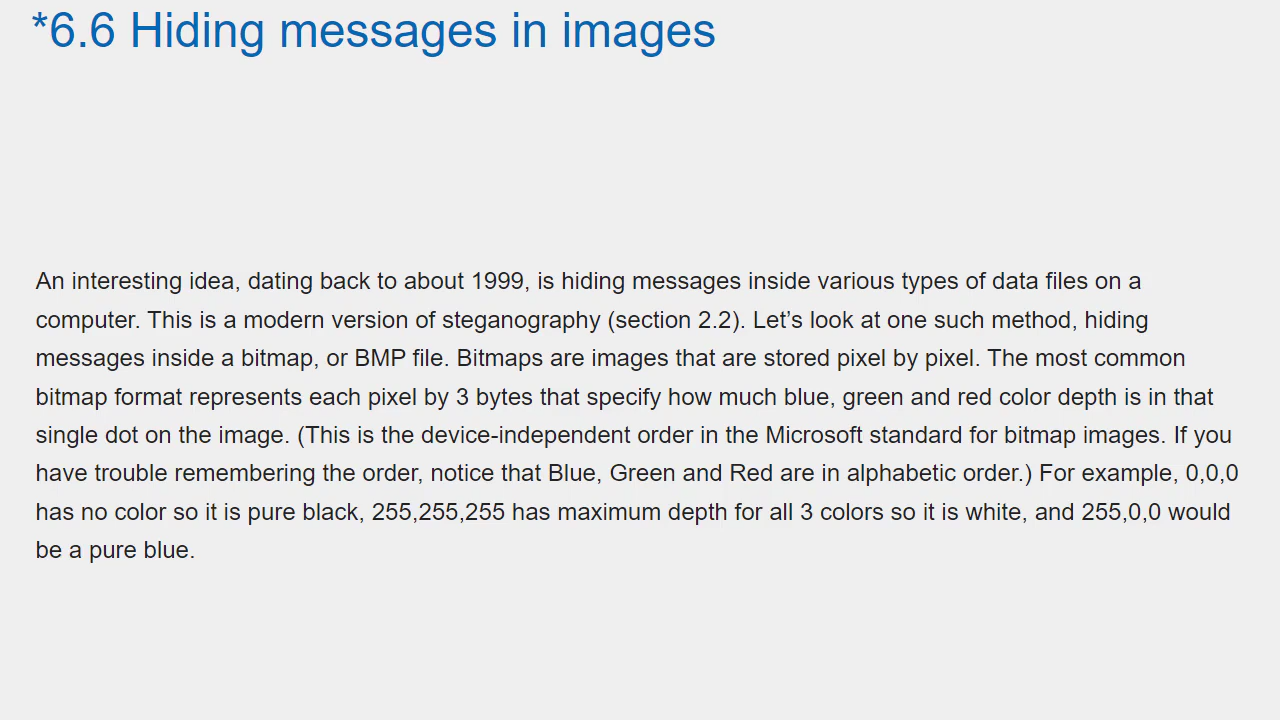 *6.6 Hiding messages in images
An interesting idea, dating back to about 1999, is hiding messages inside various types of data files on a
computer. This is a modern version of steganography (section 2.2). Let’s look at one such method, hiding
messages inside a bitmap, or BMP file. Bitmaps are images that are stored pixel by pixel. The most common
bitmap format represents each pixel by 3 bytes that specify how much blue, green and red color depth is in that
single dot on the image. (This is the device-independent order in the Microsoft standard for bitmap images. If you
have trouble remembering the order, notice that Blue, Green and Red are in alphabetic order.) For example, 0,0,0
has no color so it is pure black, 255,255,255 has maximum depth for all 3 colors so it is white, and 255,0,0 would
be a pure blue.